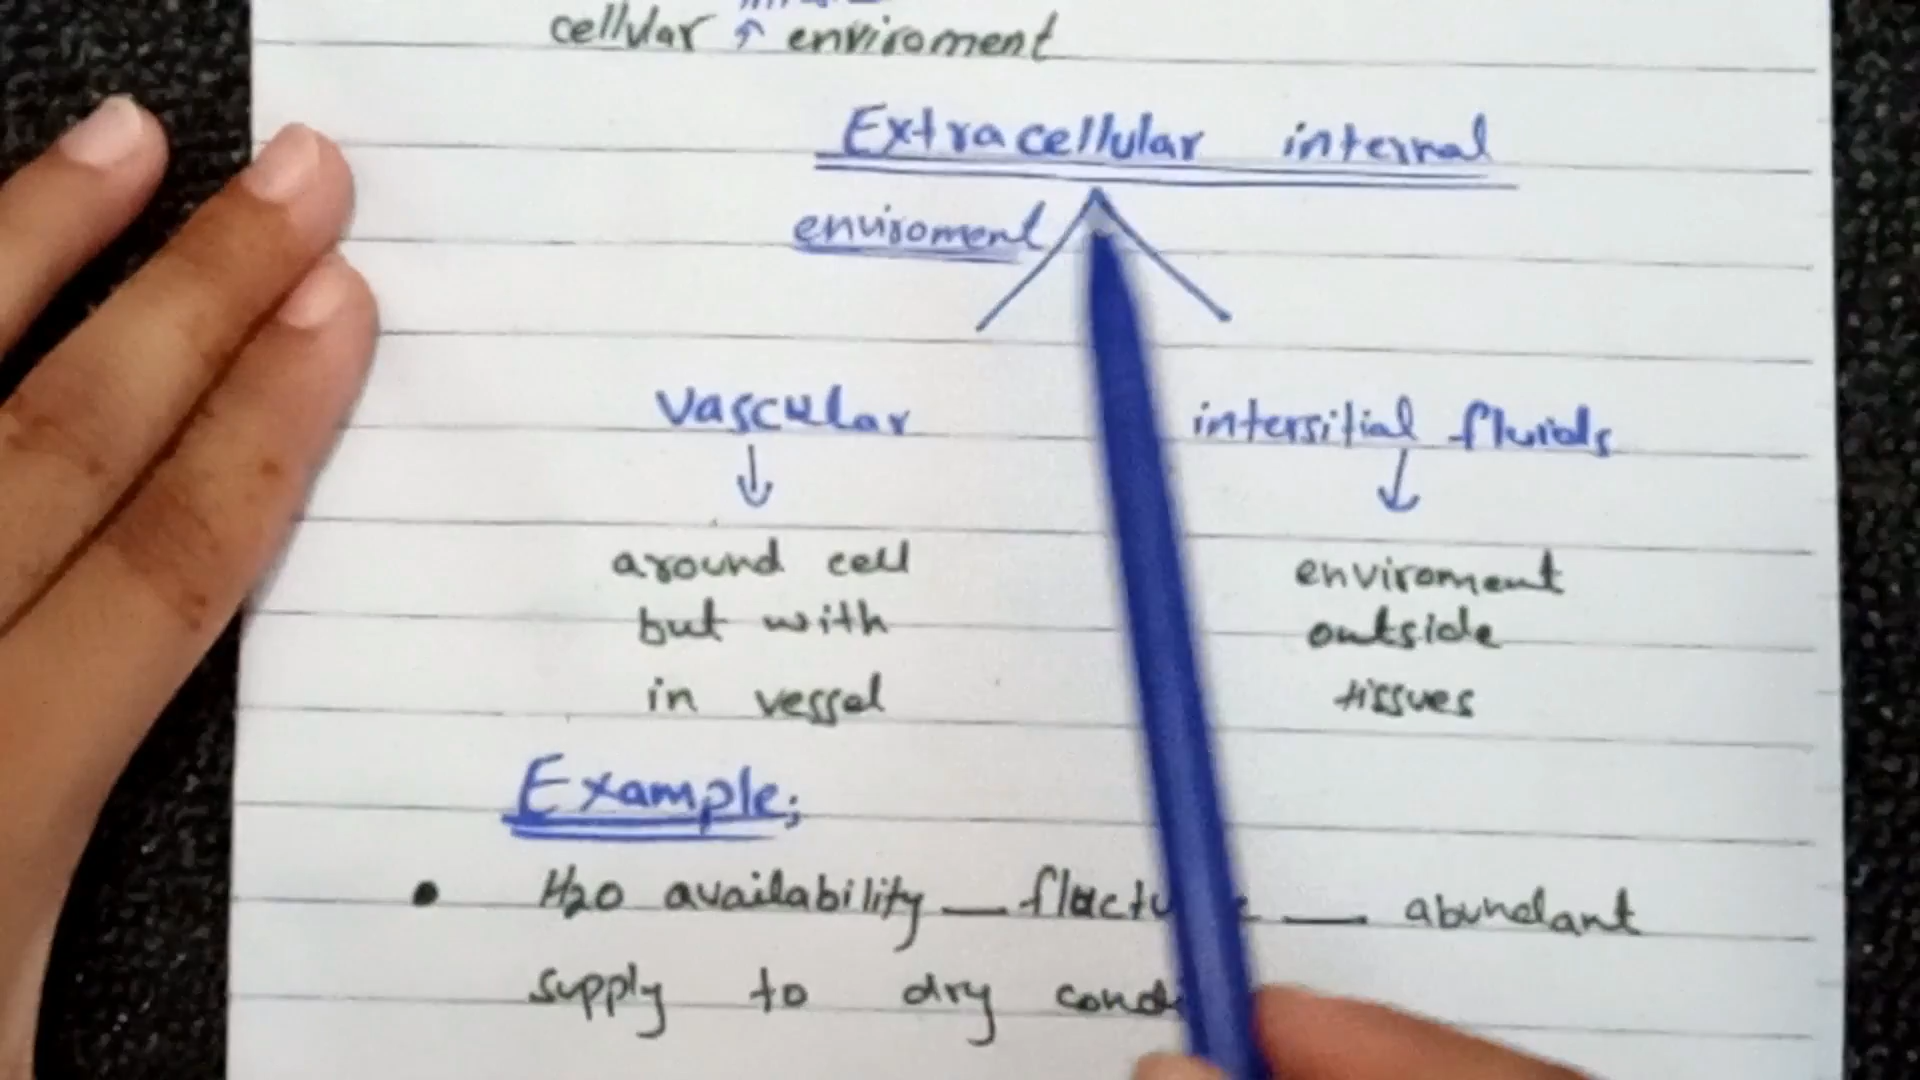 cellular enviroment
Extracellular internal
enviroment
vascular intersitial fluids
around cell enviroment
but with outside
in vessel tissues
Example;
• H2O availability — — abundant
supply to dry